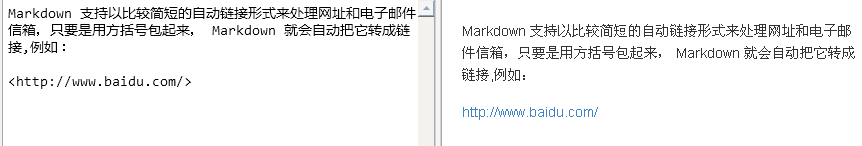 Markdown 支持以比较简短的自动链接形式来处理网址和电子邮件
信箱，只要是用方括号包起来， Markdown 就会自动把它转成链
接,例如：
<http://www.baidu.com/>
Markdown 支持以比较简短的自动链接形式来处理网址和电子邮
件信箱，只要是用方括号包起来， Markdown 就会自动把它转成
链接,例如：
http://www.baidu.com/